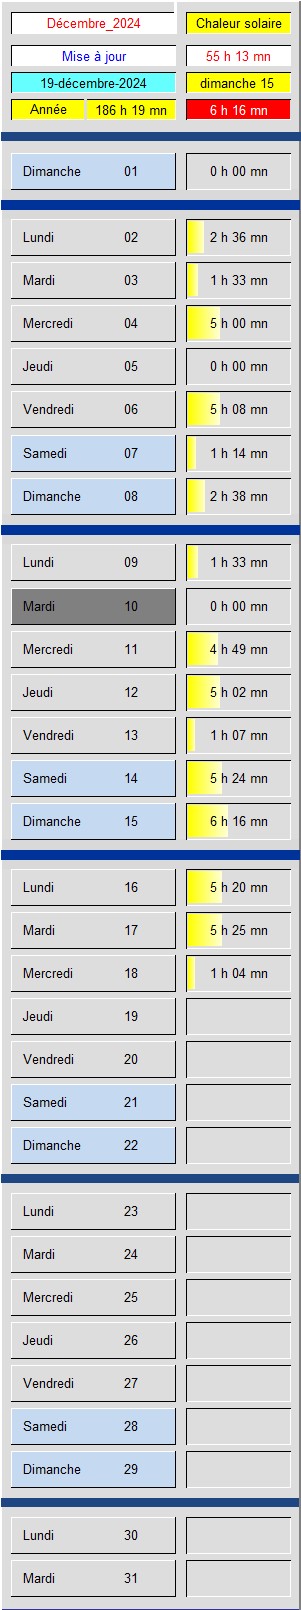 Décembre_2024 Chaleur solaire
Mise à jour 55 h 13 mn
19-décembre-2024 dimanche 15
Année 186 h 19 mn 6 h 16 mn
Dimanche 01 0 h 00 mn
Lundi 02 2 h 36 mn
Mardi 03 1 h 33 mn
Mercredi 04 5 h 00 mn
Jeudi 05 0 h 00 mn
Vendredi 06 5 h 08 mn
Samedi 07 1 h 14 mn
Dimanche 08 2 h 38 mn
Lundi 09 1 h 33 mn
Mardi 10 0 h 00 mn
Mercredi 11 4 h 49 mn
Jeudi 12 5 h 02 mn
Vendredi 13 1 h 07 mn
Samedi 14 5 h 24 mn
Dimanche 15 6 h 16 mn
Lundi 16 5 h 20 mn
Mardi 17 5 h 25 mn
Mercredi 18 1 h 04 mn
Jeudi 19
Vendredi 20
Samedi 21
Dimanche 22
Lundi 23
Mardi 24
Mercredi 25
Jeudi 26
Vendredi 27
Samedi 28
Dimanche 29
Lundi 30
Mardi 31